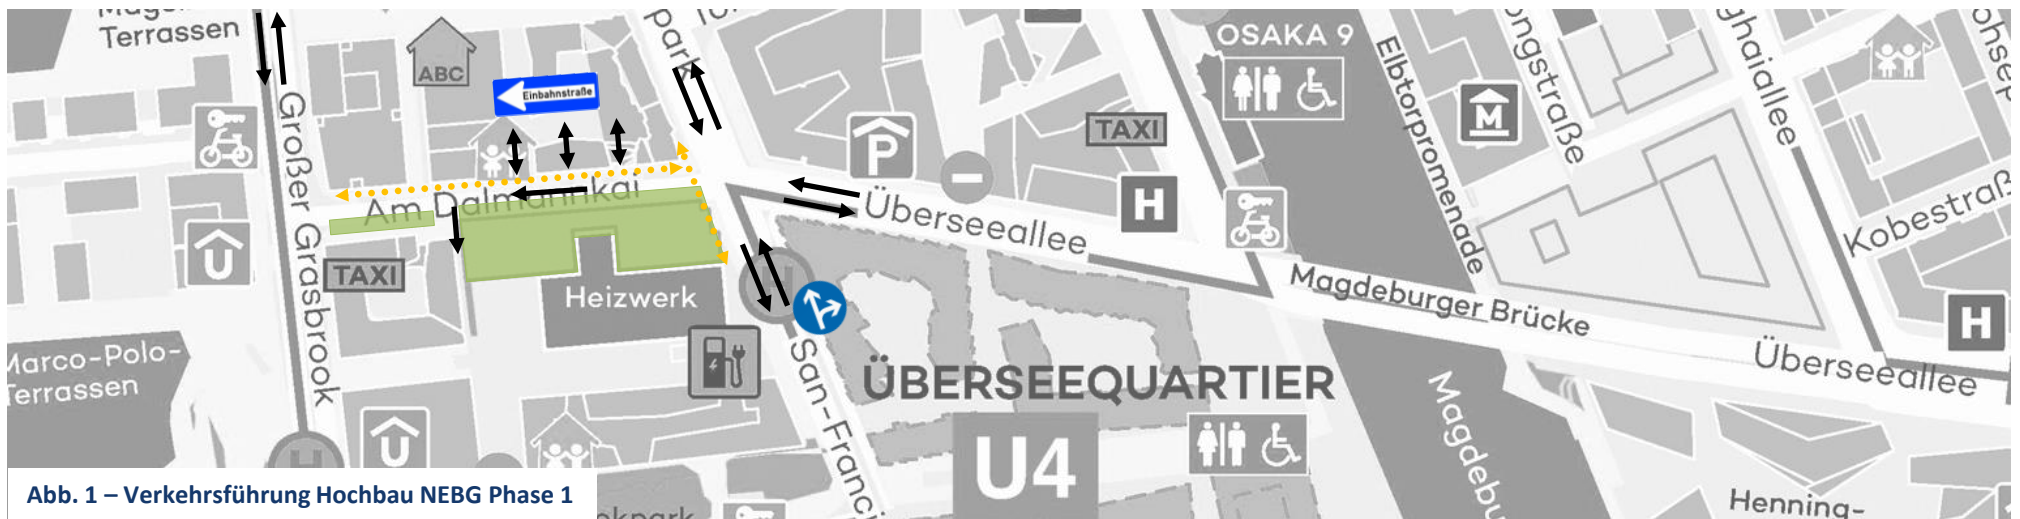 Terrassen
park
OSAKA 9
ABC
Einbahnstraße
TAXI
P
H
Elbtorpromenade
Großer Grasbrook
Am Dalmannkai
Überseeallee
Kobestraß
TAXI
Heizwerk
H
Magdeburger Brücke
H
Marco-Polo-
Terrassen
San-Franci
ÜBERSEEQUARTIER
Überseeallee
U4
Magdebu
H
Henning-
Abb. 1 – Verkehrsführung Hochbau NEBG Phase 1